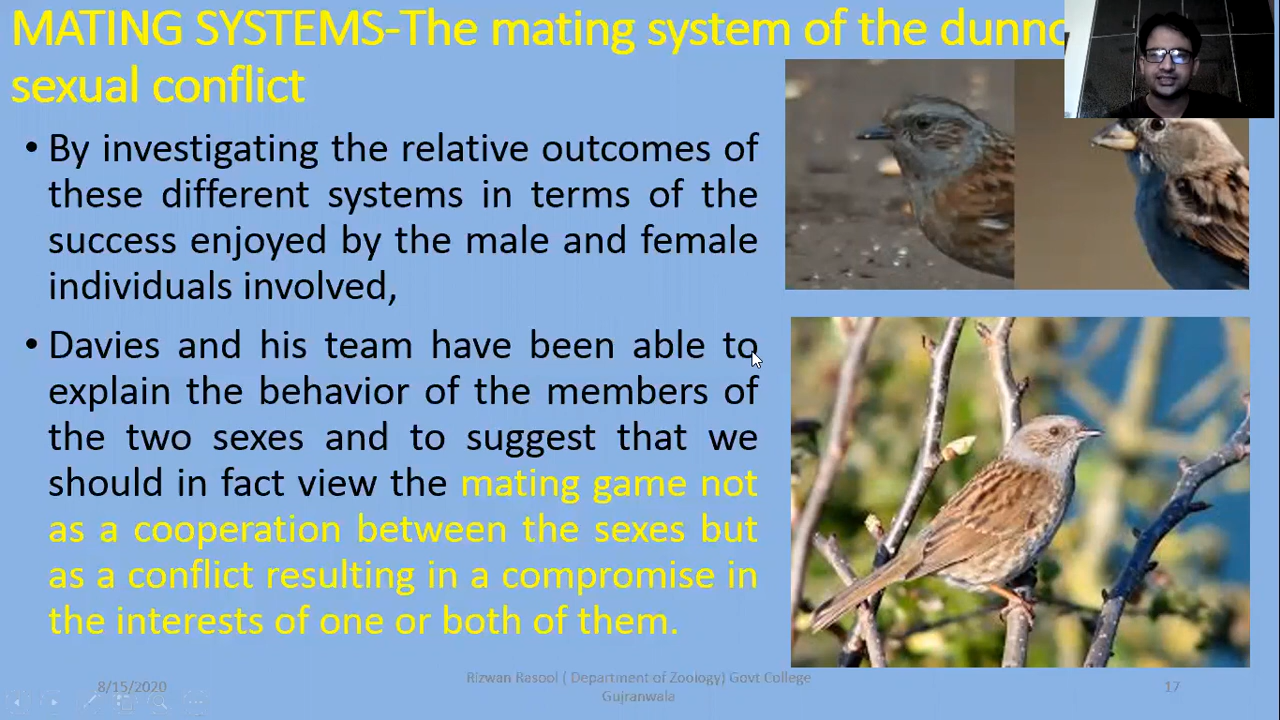 MATING SYSTEMS-The mating system of the dunno
sexual conflict
• By investigating the relative outcomes of
these different systems in terms of the
success enjoyed by the male and female
individuals involved,
• Davies and his team have been able to
explain the behavior of the members of
the two sexes and to suggest that we
should in fact view the mating game not
as a cooperation between the sexes but
as a conflict resulting in a compromise in
the interests of one or both of them.
8/15/2020
Rizwan Rasool ( Department of Zoology) Govt College
Gujranwala
17